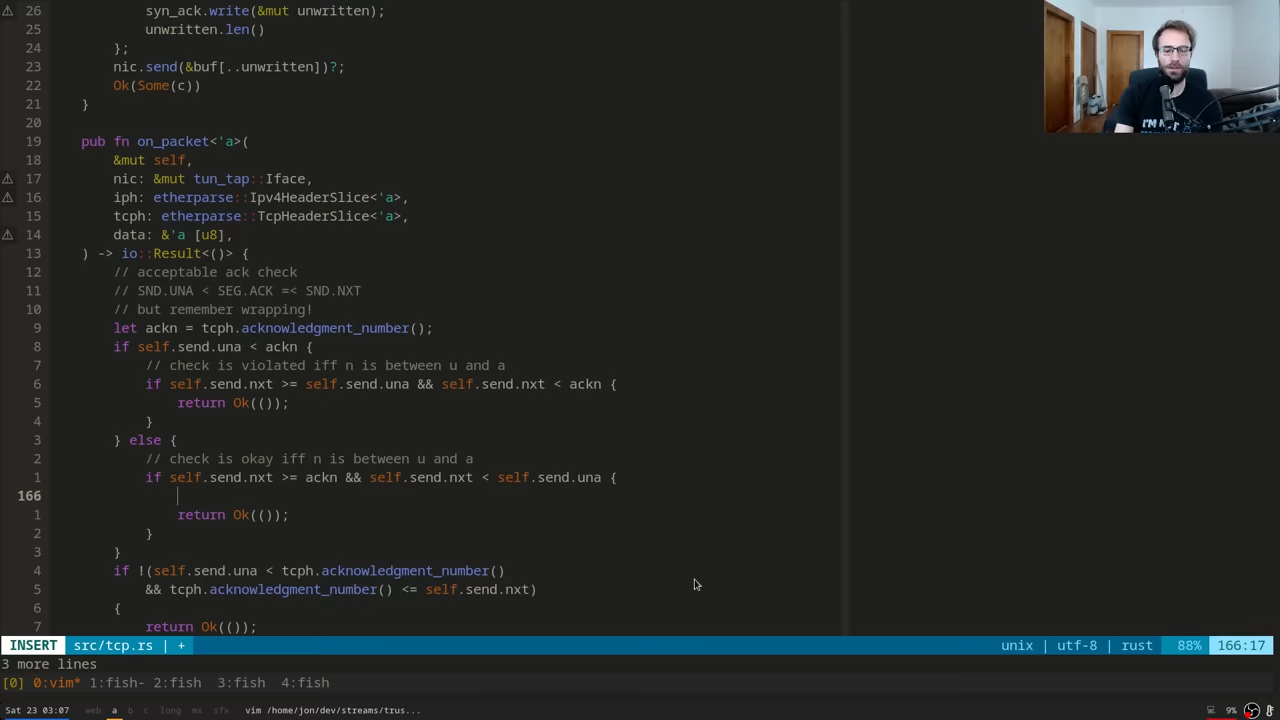 ⚠ 26 syn_ack.write(&mut unwritten);
25 unwritten.len()
24 };
23 nic.send(&buf[..unwritten])?;
22 Ok(Some(c))
21 }
20
19 pub fn on_packet<'a>(
18 &mut self,
⚠ 17 nic: &mut tun_tap::Iface,
⚠ 16 iph: etherparse::Ipv4HeaderSlice<'a>,
15 tcph: etherparse::TcpHeaderSlice<'a>,
⚠ 14 data: &'a [u8],
13 ) -> io::Result<()> {
12 // acceptable ack check
11 // SND.UNA < SEG.ACK =< SND.NXT
10 // but remember wrapping!
9 let ackn = tcph.acknowledgment_number();
8 if self.send.una < ackn {
7 // check is violated iff n is between u and a
6 if self.send.nxt >= self.send.una && self.send.nxt < ackn {
5 return Ok(());
4 }
3 } else {
2 // check is okay iff n is between u and a
1 if self.send.nxt >= ackn && self.send.nxt < self.send.una {
166
1 return Ok(());
2 }
3 }
4 if !(self.send.una < tcph.acknowledgment_number()
5 && tcph.acknowledgment_number() <= self.send.nxt)
6 {
7 return Ok(());
INSERT src/tcp.rs | + unix | utf-8 | rust 88% 166:17
3 more lines
[0] 0:vim* 1:fish- 2:fish 3:fish 4:fish
Sat 23 03:07 web a b c long mx sfx vim /home/jon/dev/streams/trus... 9%